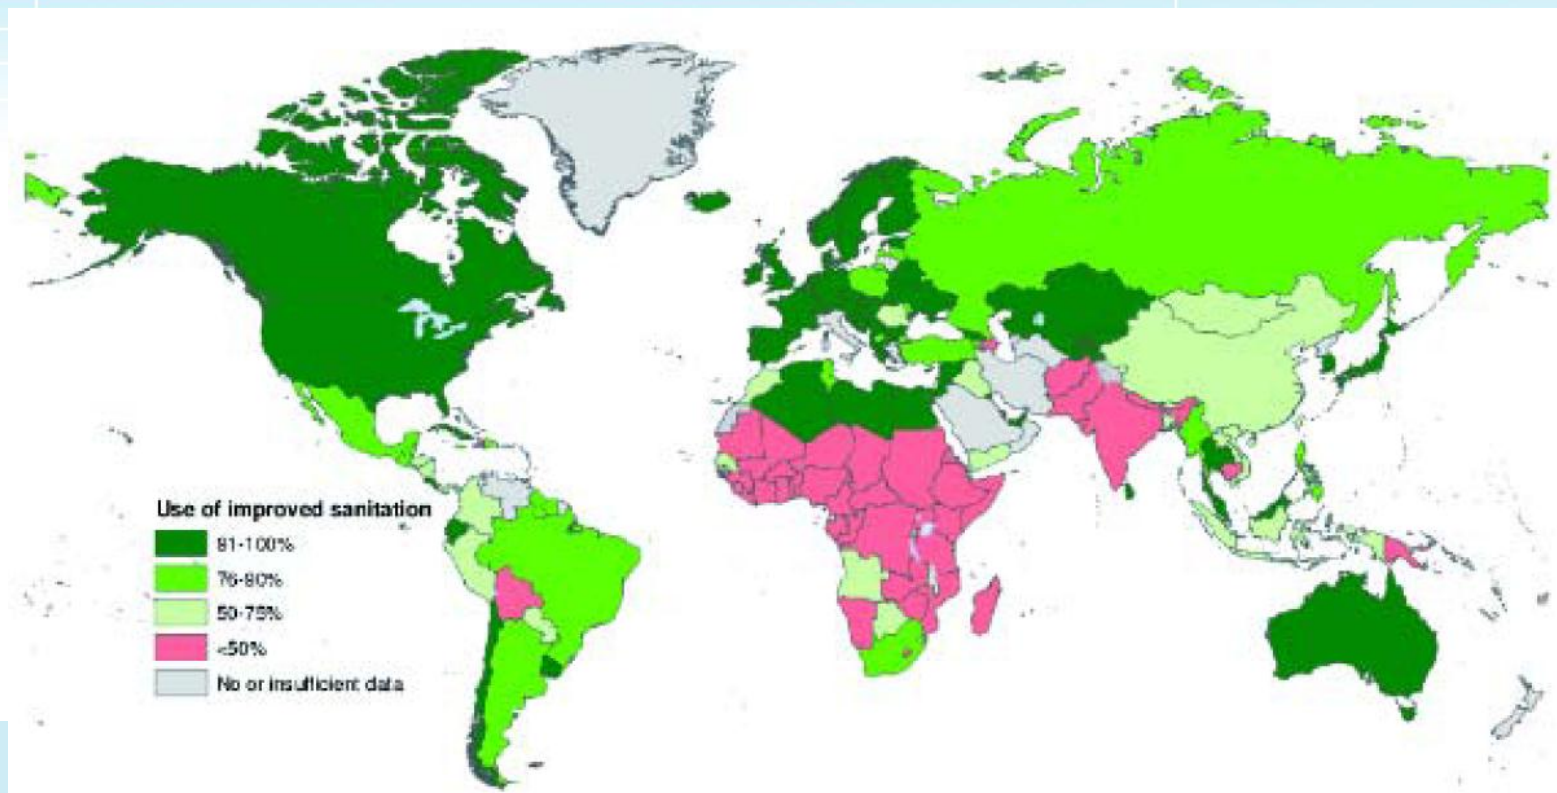 Use of improved sanitation
91-100%
76-90%
50-75%
<50%
No or insufficient data